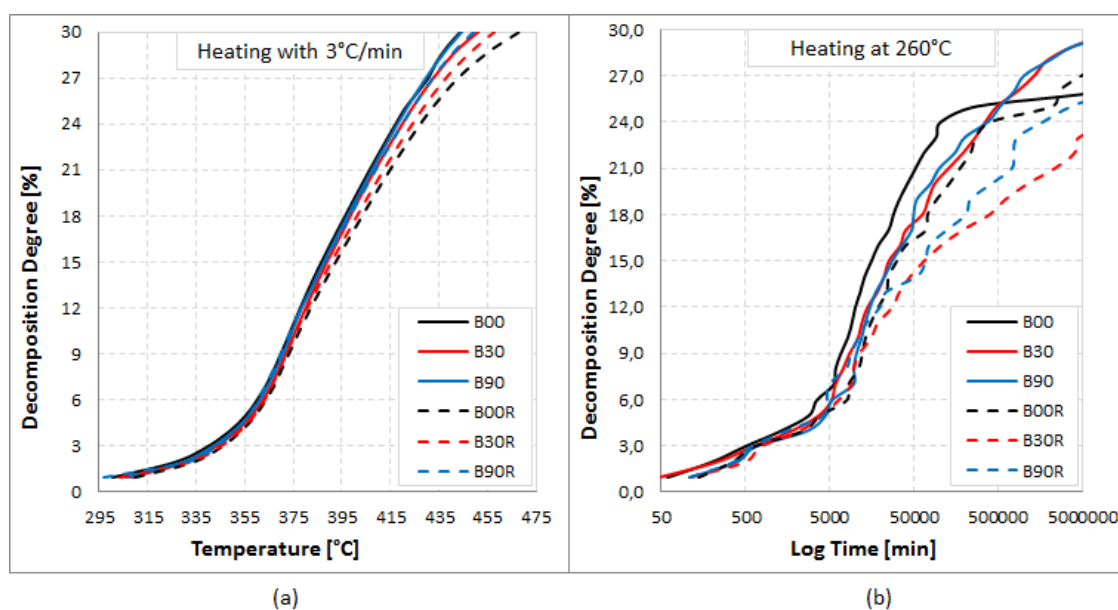 Heating with 3°C/min
Decomposition Degree [%]
30
27
24
21
18
15
12
9
6
3
0
295 315 335 355 375 395 415 435 455 475
Temperature [°C]
B00
B30
B90
B00R
B30R
B90R
(a)
Heating at 260°C
Decomposition Degree [%]
30,0
27,0
24,0
21,0
18,0
15,0
12,0
9,0
6,0
3,0
0,0
50 500 5000 50000 500000 5000000
Log Time [min]
B00
B30
B90
B00R
B30R
B90R
(b)